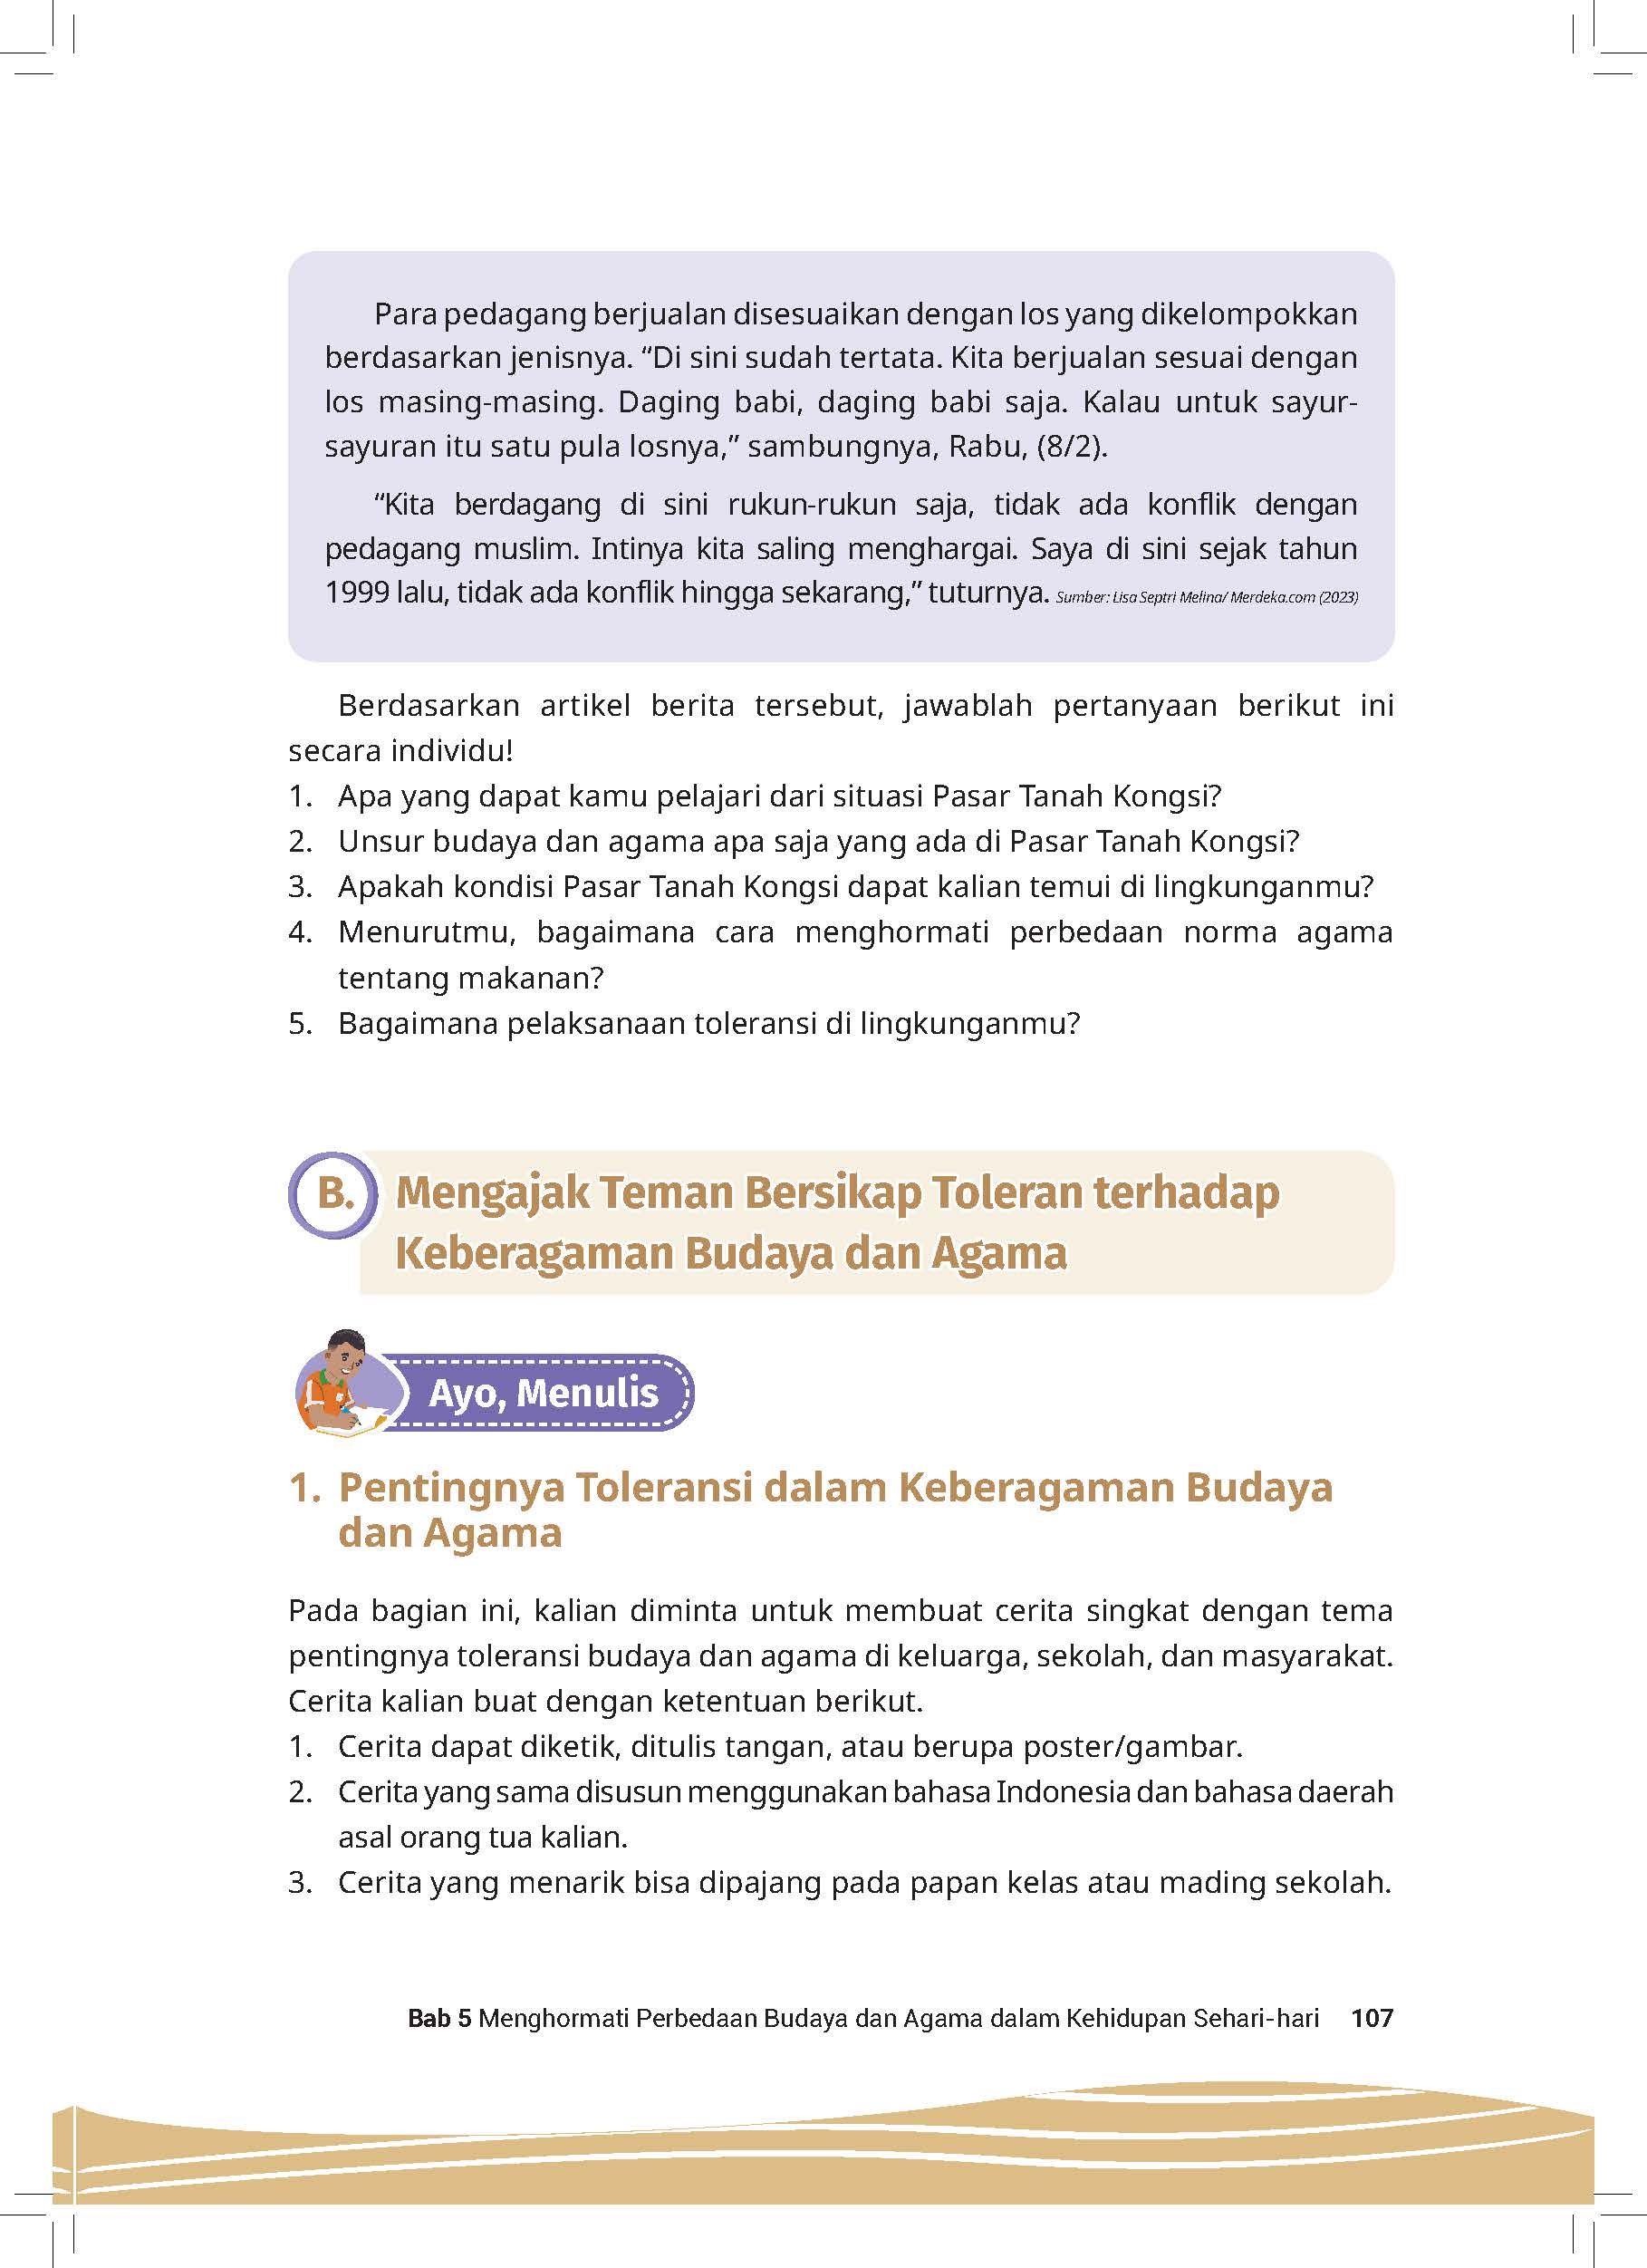 Para pedagang berjualan disesuaikan dengan los yang dikelompokkan
berdasarkan jenisnya. “Di sini sudah tertata. Kita berjualan sesuai dengan
los masing-masing. Daging babi, daging babi saja. Kalau untuk sayur-
sayuran itu satu pula losnya,” sambungnya, Rabu, (8/2).
“Kita berdagang di sini rukun-rukun saja, tidak ada konflik dengan
pedagang muslim. Intinya kita saling menghargai. Saya di sini sejak tahun
1999 lalu, tidak ada konflik hingga sekarang,” tuturnya. Sumber: Lisa Septri Melina/ Merdeka.com (2023)
Berdasarkan artikel berita tersebut, jawablah pertanyaan berikut ini
secara individu!
1. Apa yang dapat kamu pelajari dari situasi Pasar Tanah Kongsi?
2. Unsur budaya dan agama apa saja yang ada di Pasar Tanah Kongsi?
3. Apakah kondisi Pasar Tanah Kongsi dapat kalian temui di lingkunganmu?
4. Menurutmu, bagaimana cara menghormati perbedaan norma agama
tentang makanan?
5. Bagaimana pelaksanaan toleransi di lingkunganmu?
B. Mengajak Teman Bersikap Toleran terhadap
Keberagaman Budaya dan Agama
Ayo, Menulis
1. Pentingnya Toleransi dalam Keberagaman Budaya
dan Agama
Pada bagian ini, kalian diminta untuk membuat cerita singkat dengan tema
pentingnya toleransi budaya dan agama di keluarga, sekolah, dan masyarakat.
Cerita kalian buat dengan ketentuan berikut.
1. Cerita dapat diketik, ditulis tangan, atau berupa poster/gambar.
2. Cerita yang sama disusun menggunakan bahasa Indonesia dan bahasa daerah
asal orang tua kalian.
3. Cerita yang menarik bisa dipajang pada papan kelas atau mading sekolah.
Bab 5 Menghormati Perbedaan Budaya dan Agama dalam Kehidupan Sehari-hari 107